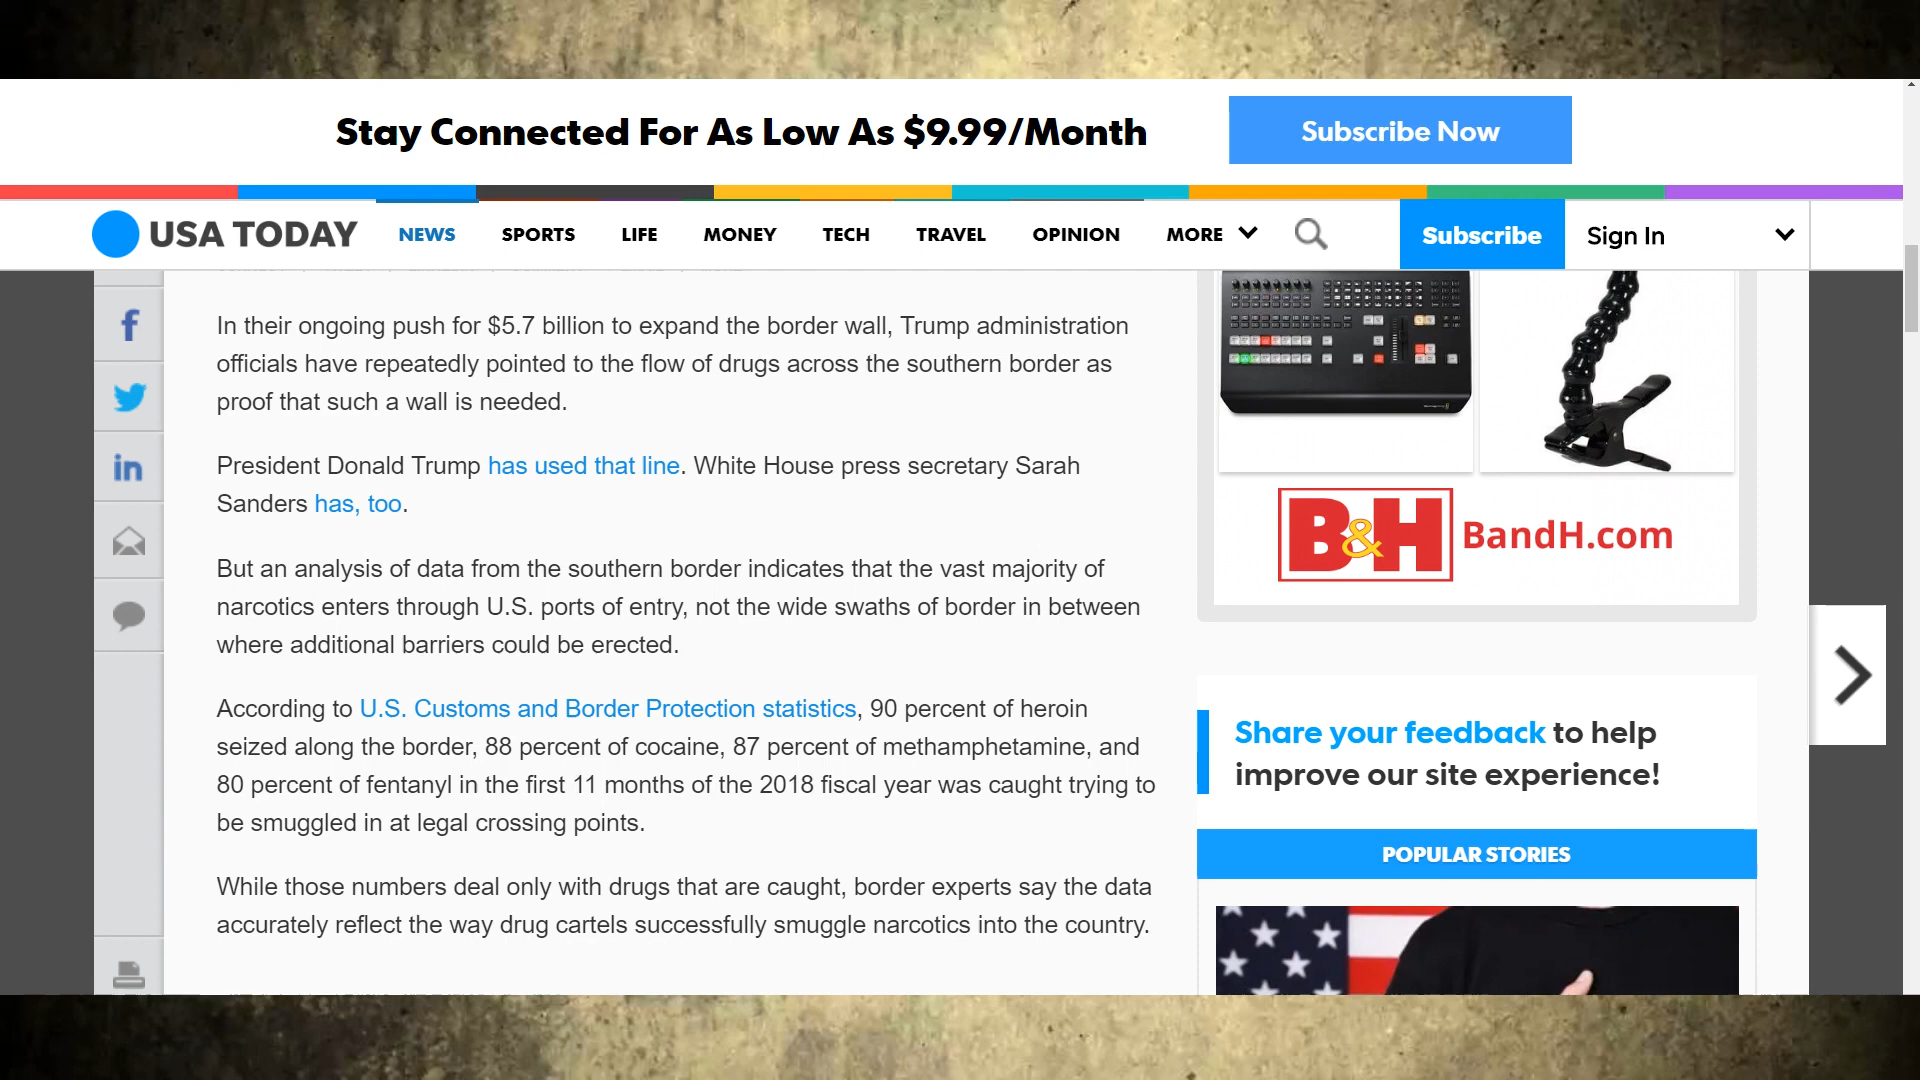 Stay Connected For As Low As $9.99/Month
Subscribe Now
USA TODAY
NEWS
SPORTS
LIFE
MONEY
TECH
TRAVEL
OPINION
MORE
Subscribe
Sign In
In their ongoing push for $5.7 billion to expand the border wall, Trump administration
officials have repeatedly pointed to the flow of drugs across the southern border as
proof that such a wall is needed.
President Donald Trump has used that line. White House press secretary Sarah
Sanders has, too.
But an analysis of data from the southern border indicates that the vast majority of
narcotics enters through U.S. ports of entry, not the wide swaths of border in between
where additional barriers could be erected.
According to U.S. Customs and Border Protection statistics, 90 percent of heroin
seized along the border, 88 percent of cocaine, 87 percent of methamphetamine, and
80 percent of fentanyl in the first 11 months of the 2018 fiscal year was caught trying to
be smuggled in at legal crossing points.
While those numbers deal only with drugs that are caught, border experts say the data
accurately reflect the way drug cartels successfully smuggle narcotics into the country.
B&H BandH.com
Share your feedback to help
improve our site experience!
POPULAR STORIES